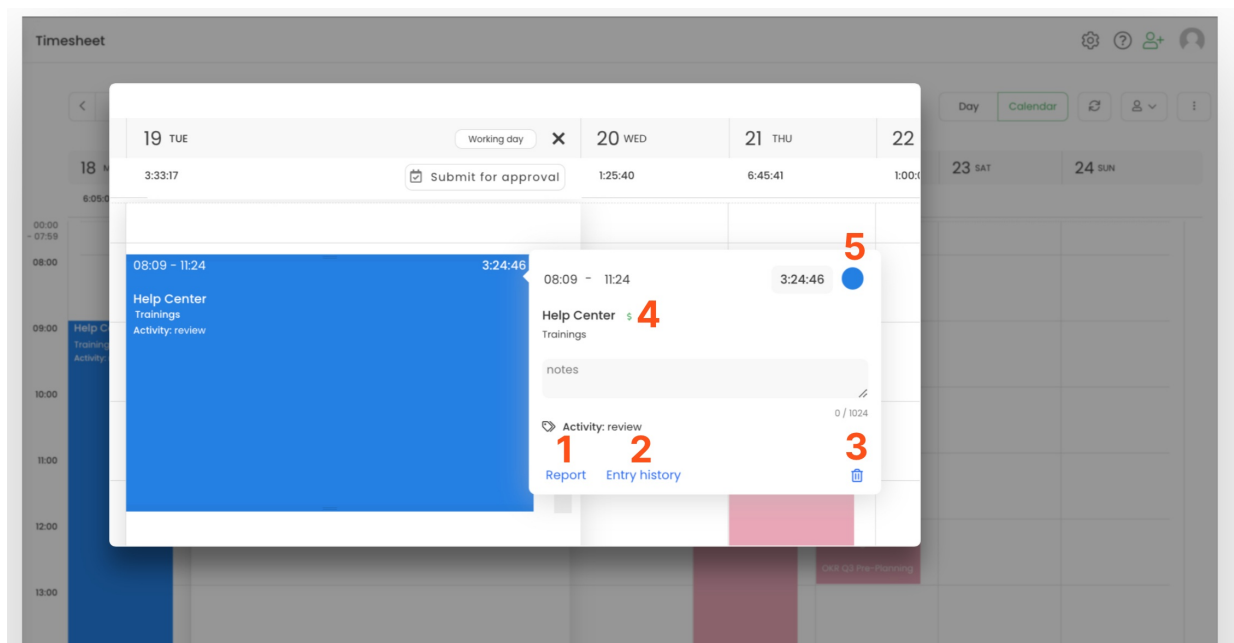 Timesheet
Day Calendar
19 TUE Working day 20 WED 21 THU 22
18 23 SAT 24 SUN
3:33:17 Submit for approval 1:25:40 6:45:41
00:00
- 07:59
08:00
09:00
10:00
11:00
12:00
13:00
Help
08:09 - 11:24 3:24:46
Help Center
Trainings
Activity: review
5
08:09 - 11:24 3:24:46
Help Center $ 4
Trainings
notes
0 / 1024
Activity: review
1 2 3
Report Entry history
OKR Q3 Pre-Planning